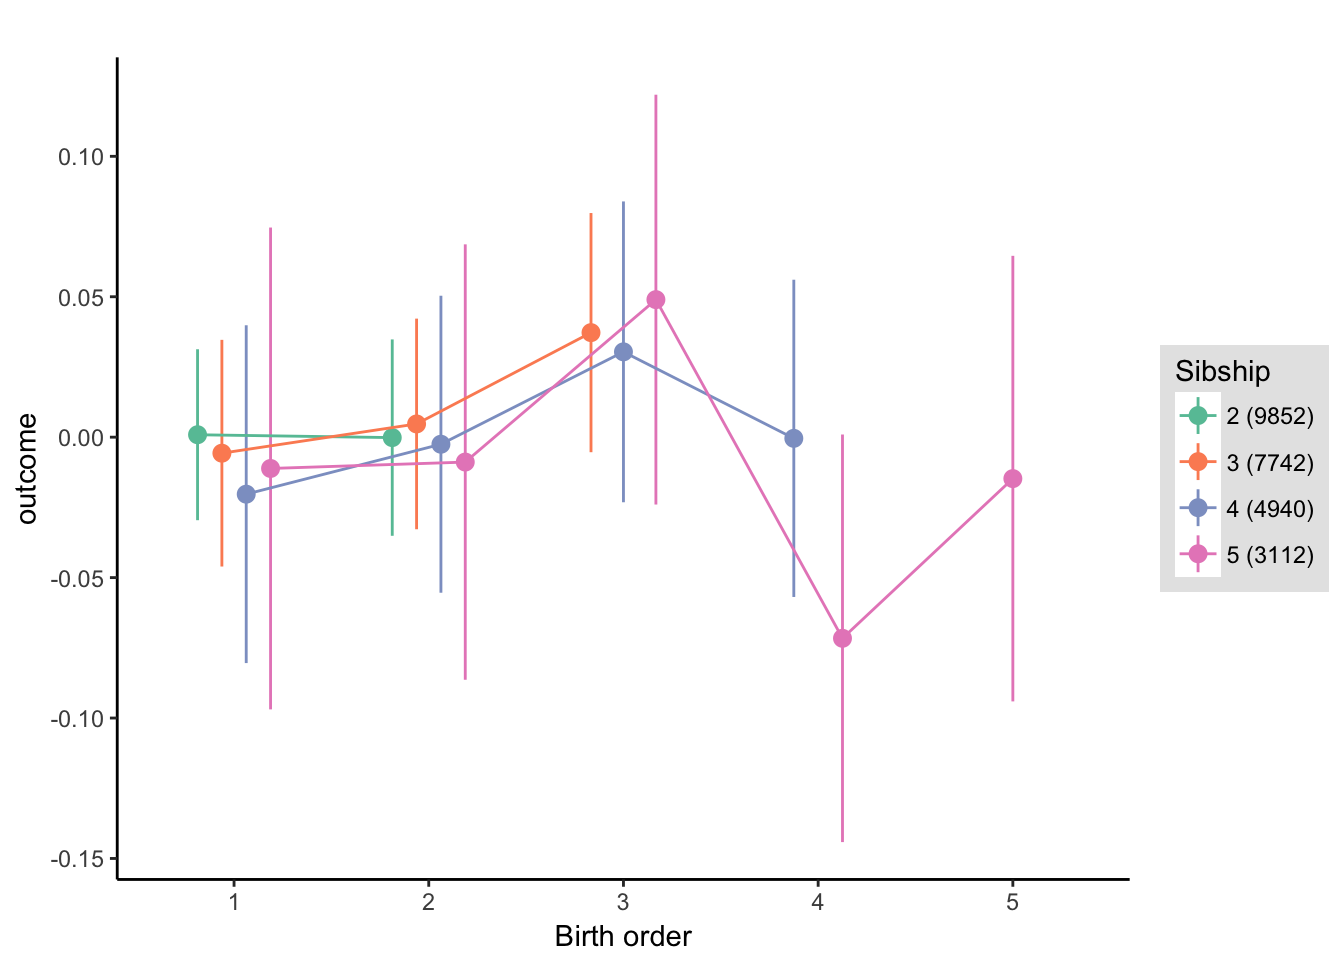 0.10
0.05
0.00
-0.05
-0.10
-0.15
outcome
1 2 3 4 5
Birth order
Sibship
2 (9852)
3 (7742)
4 (4940)
5 (3112)